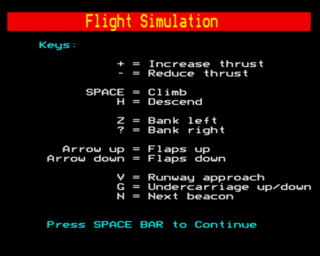 Flight Simulation
Keys:
+ = Increase thrust
- = Reduce thrust
SPACE = Climb
H = Descend
Z = Bank left
? = Bank right
Arrow up = Flaps up
Arrow down = Flaps down
V = Runway approach
G = Undercarriage up/down
N = Next beacon
Press SPACE BAR to Continue